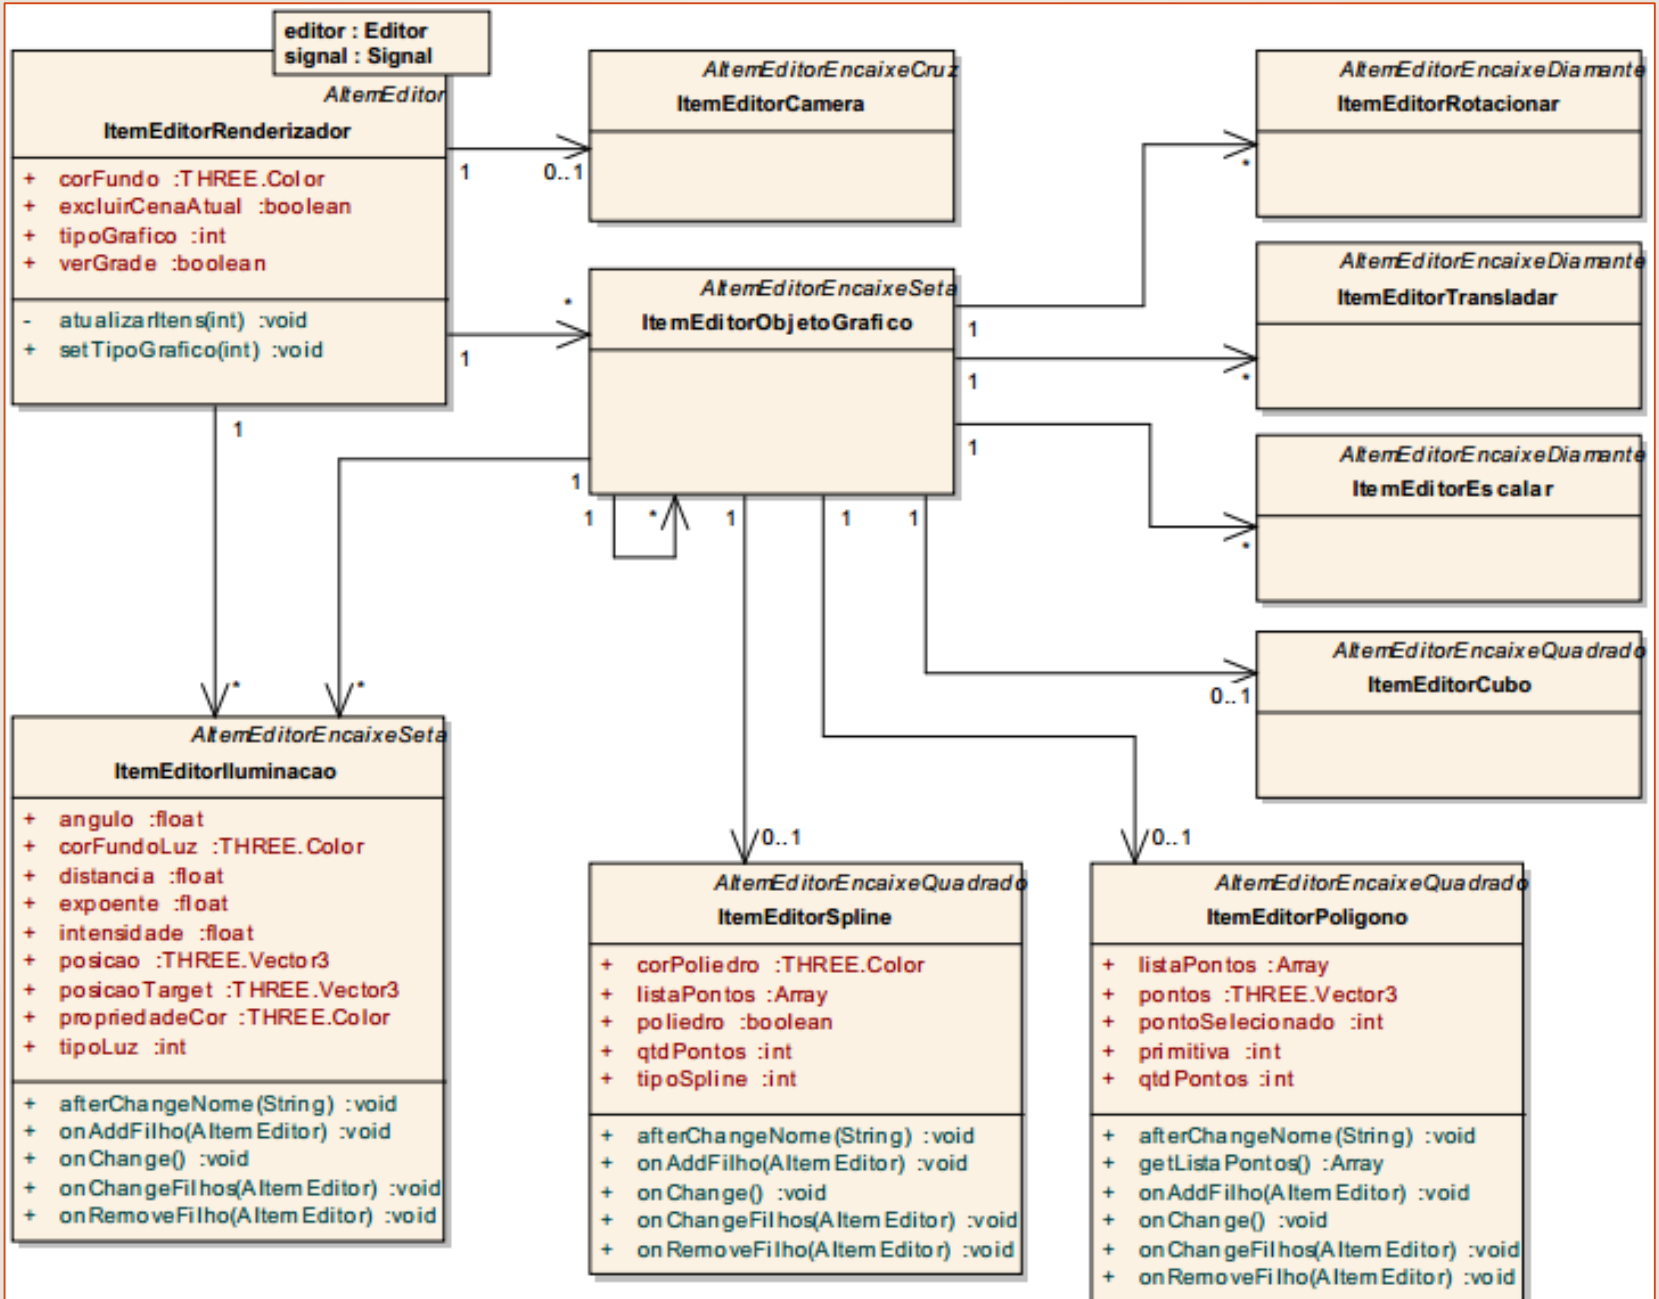 editor : Editor
signal : Signal
AItemEditor
ItemEditorRenderizador
+ corFundo :THREE.Color
+ excluirCenaAtual :boolean
+ tipoGrafico :int
+ verGrade :boolean
- atualizarItens(int) :void
+ setTipoGrafico(int) :void
1
0..1
1
*
1
*
AItemEditorEncaixeCruz
ItemEditorCamera
AItemEditorEncaixeSeta
ItemEditorObjetoGrafico
1
1
1
1
1
*
1
1
1
AItemEditorEncaixeDiamante
ItemEditorRotacionar
*
AItemEditorEncaixeDiamante
ItemEditorTransladar
*
AItemEditorEncaixeDiamante
ItemEditorEscalar
*
AItemEditorEncaixeQuadrado
ItemEditorCubo
0..1
*
AItemEditorEncaixeSeta
ItemEditorIluminacao
+ angulo :float
+ corFundoLuz :THREE.Color
+ distancia :float
+ expoente :float
+ intensidade :float
+ posicao :THREE.Vector3
+ posicaoTarget :THREE.Vector3
+ propriedadeCor :THREE.Color
+ tipoLuz :int
+ afterChangeNome(String) :void
+ onAddFilho(AItemEditor) :void
+ onChange() :void
+ onChangeFilhos(AItemEditor) :void
+ onRemoveFilho(AItemEditor) :void
0..1
AItemEditorEncaixeQuadrado
ItemEditorSpline
+ corPoliedro :THREE.Color
+ listaPontos :Array
+ poliedro :boolean
+ qtdPontos :int
+ tipoSpline :int
+ afterChangeNome(String) :void
+ onAddFilho(AItemEditor) :void
+ onChange() :void
+ onChangeFilhos(AItemEditor) :void
+ onRemoveFilho(AItemEditor) :void
0..1
AItemEditorEncaixeQuadrado
ItemEditorPoligono
+ listaPontos :Array
+ pontos :THREE.Vector3
+ pontoSelecionado :int
+ primitiva :int
+ qtdPontos :int
+ afterChangeNome(String) :void
+ getListaPontos() :Array
+ onAddFilho(AItemEditor) :void
+ onChange() :void
+ onChangeFilhos(AItemEditor) :void
+ onRemoveFilho(AItemEditor) :void